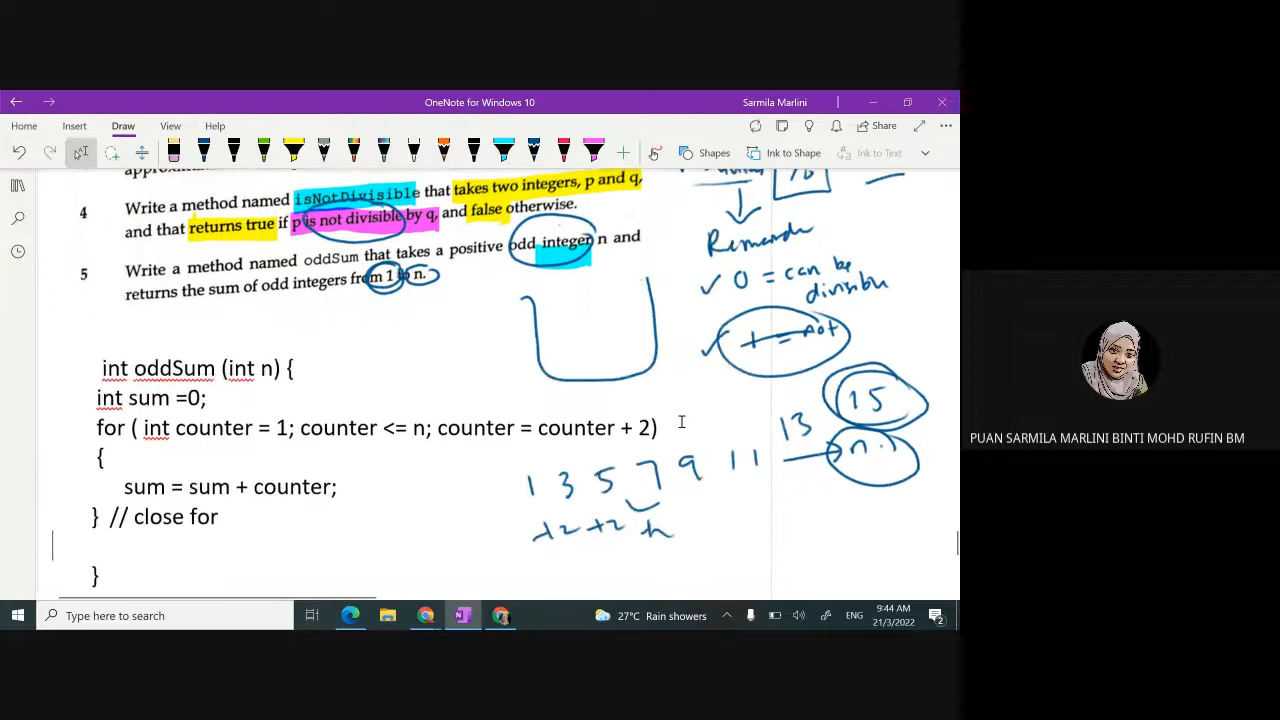 OneNote for Windows 10
Sarmila Marlini
Home Insert Draw View Help
Share
Shapes
Ink to Shape
Ink to Text
4 Write a method named isNotDivisible that takes two integers, p and q,
and that returns true if p is not divisible by q, and false otherwise.
5 Write a method named oddSum that takes a positive odd integer n and
returns the sum of odd integers from 1 to n.
0 = can be
+ = not
int oddSum (int n) {
int sum =0;
for ( int counter = 1; counter <= n; counter = counter + 2)
{
sum = sum + counter;
} // close for
}
15
1 3 5 7 9 11 13 n
+2 +2
PUAN SARMILA MARLINI BINTI MOHD RUFIN BM
Type here to search
27°C Rain showers
ENG
9:44 AM
21/3/2022
2